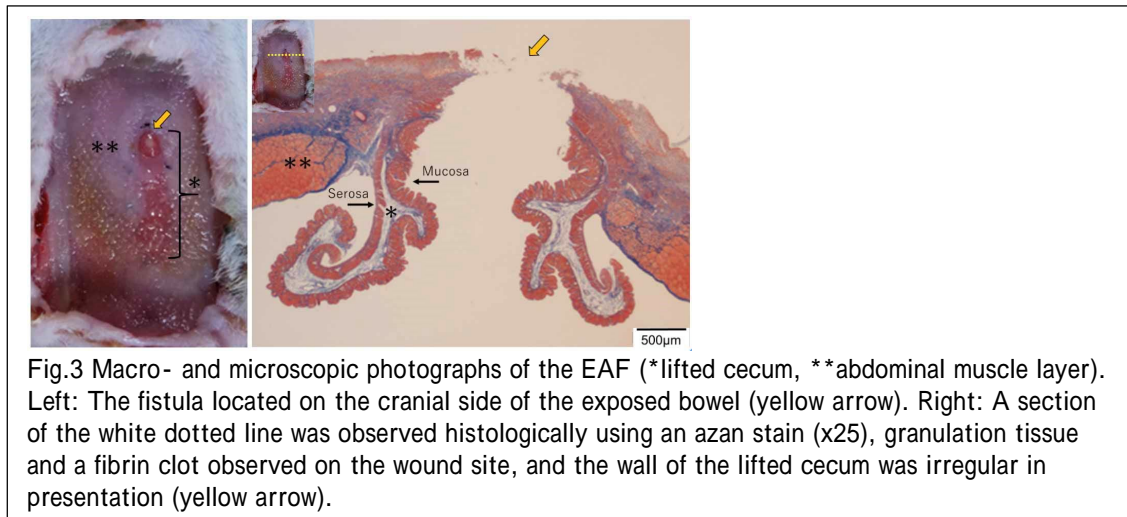 **
*
**
Mucosa
Serosa
*
500µm
Fig.3 Macro- and microscopic photographs of the EAF (*lifted cecum, **abdominal muscle layer).
Left: The fistula located on the cranial side of the exposed bowel (yellow arrow). Right: A section
of the white dotted line was observed histologically using an azan stain (x25), granulation tissue
and a fibrin clot observed on the wound site, and the wall of the lifted cecum was irregular in
presentation (yellow arrow).